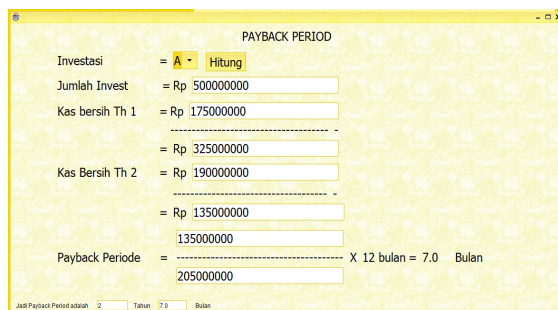 PAYBACK PERIOD
Investasi = A Hitung
Jumlah Invest = Rp 500000000
Kas bersih Th 1 = Rp 175000000
------------------------------------ -
= Rp 325000000
Kas Bersih Th 2 = Rp 190000000
----------------------------------- -
= Rp 135000000
135000000
Payback Periode = --------------------------------------- X 12 bulan = 7.0 Bulan
205000000
Jadi Payback Period adalah 2 Tahun 7.0 Bulan